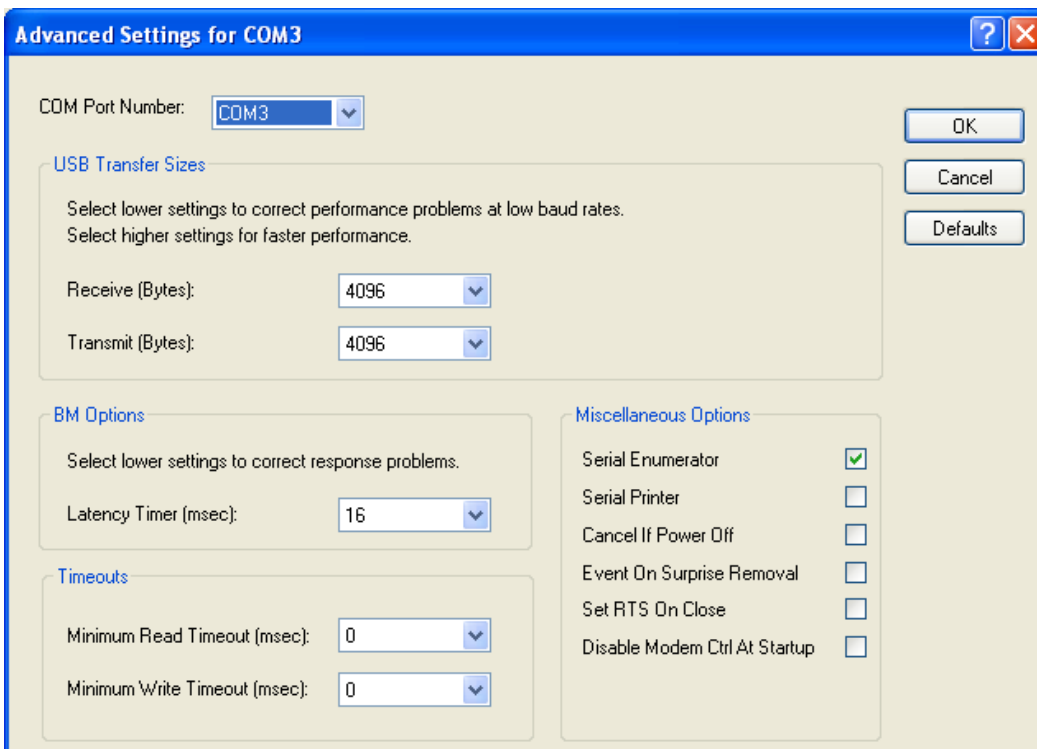 Advanced Settings for COM3
COM Port Number: COM3
OK
Cancel
Defaults
USB Transfer Sizes
Select lower settings to correct performance problems at low baud rates.
Select higher settings for faster performance.
Receive (Bytes): 4096
Transmit (Bytes): 4096
BM Options
Select lower settings to correct response problems.
Latency Timer (msec): 16
Timeouts
Minimum Read Timeout (msec): 0
Minimum Write Timeout (msec): 0
Miscellaneous Options
Serial Enumerator
Serial Printer
Cancel If Power Off
Event On Surprise Removal
Set RTS On Close
Disable Modem Ctrl At Startup